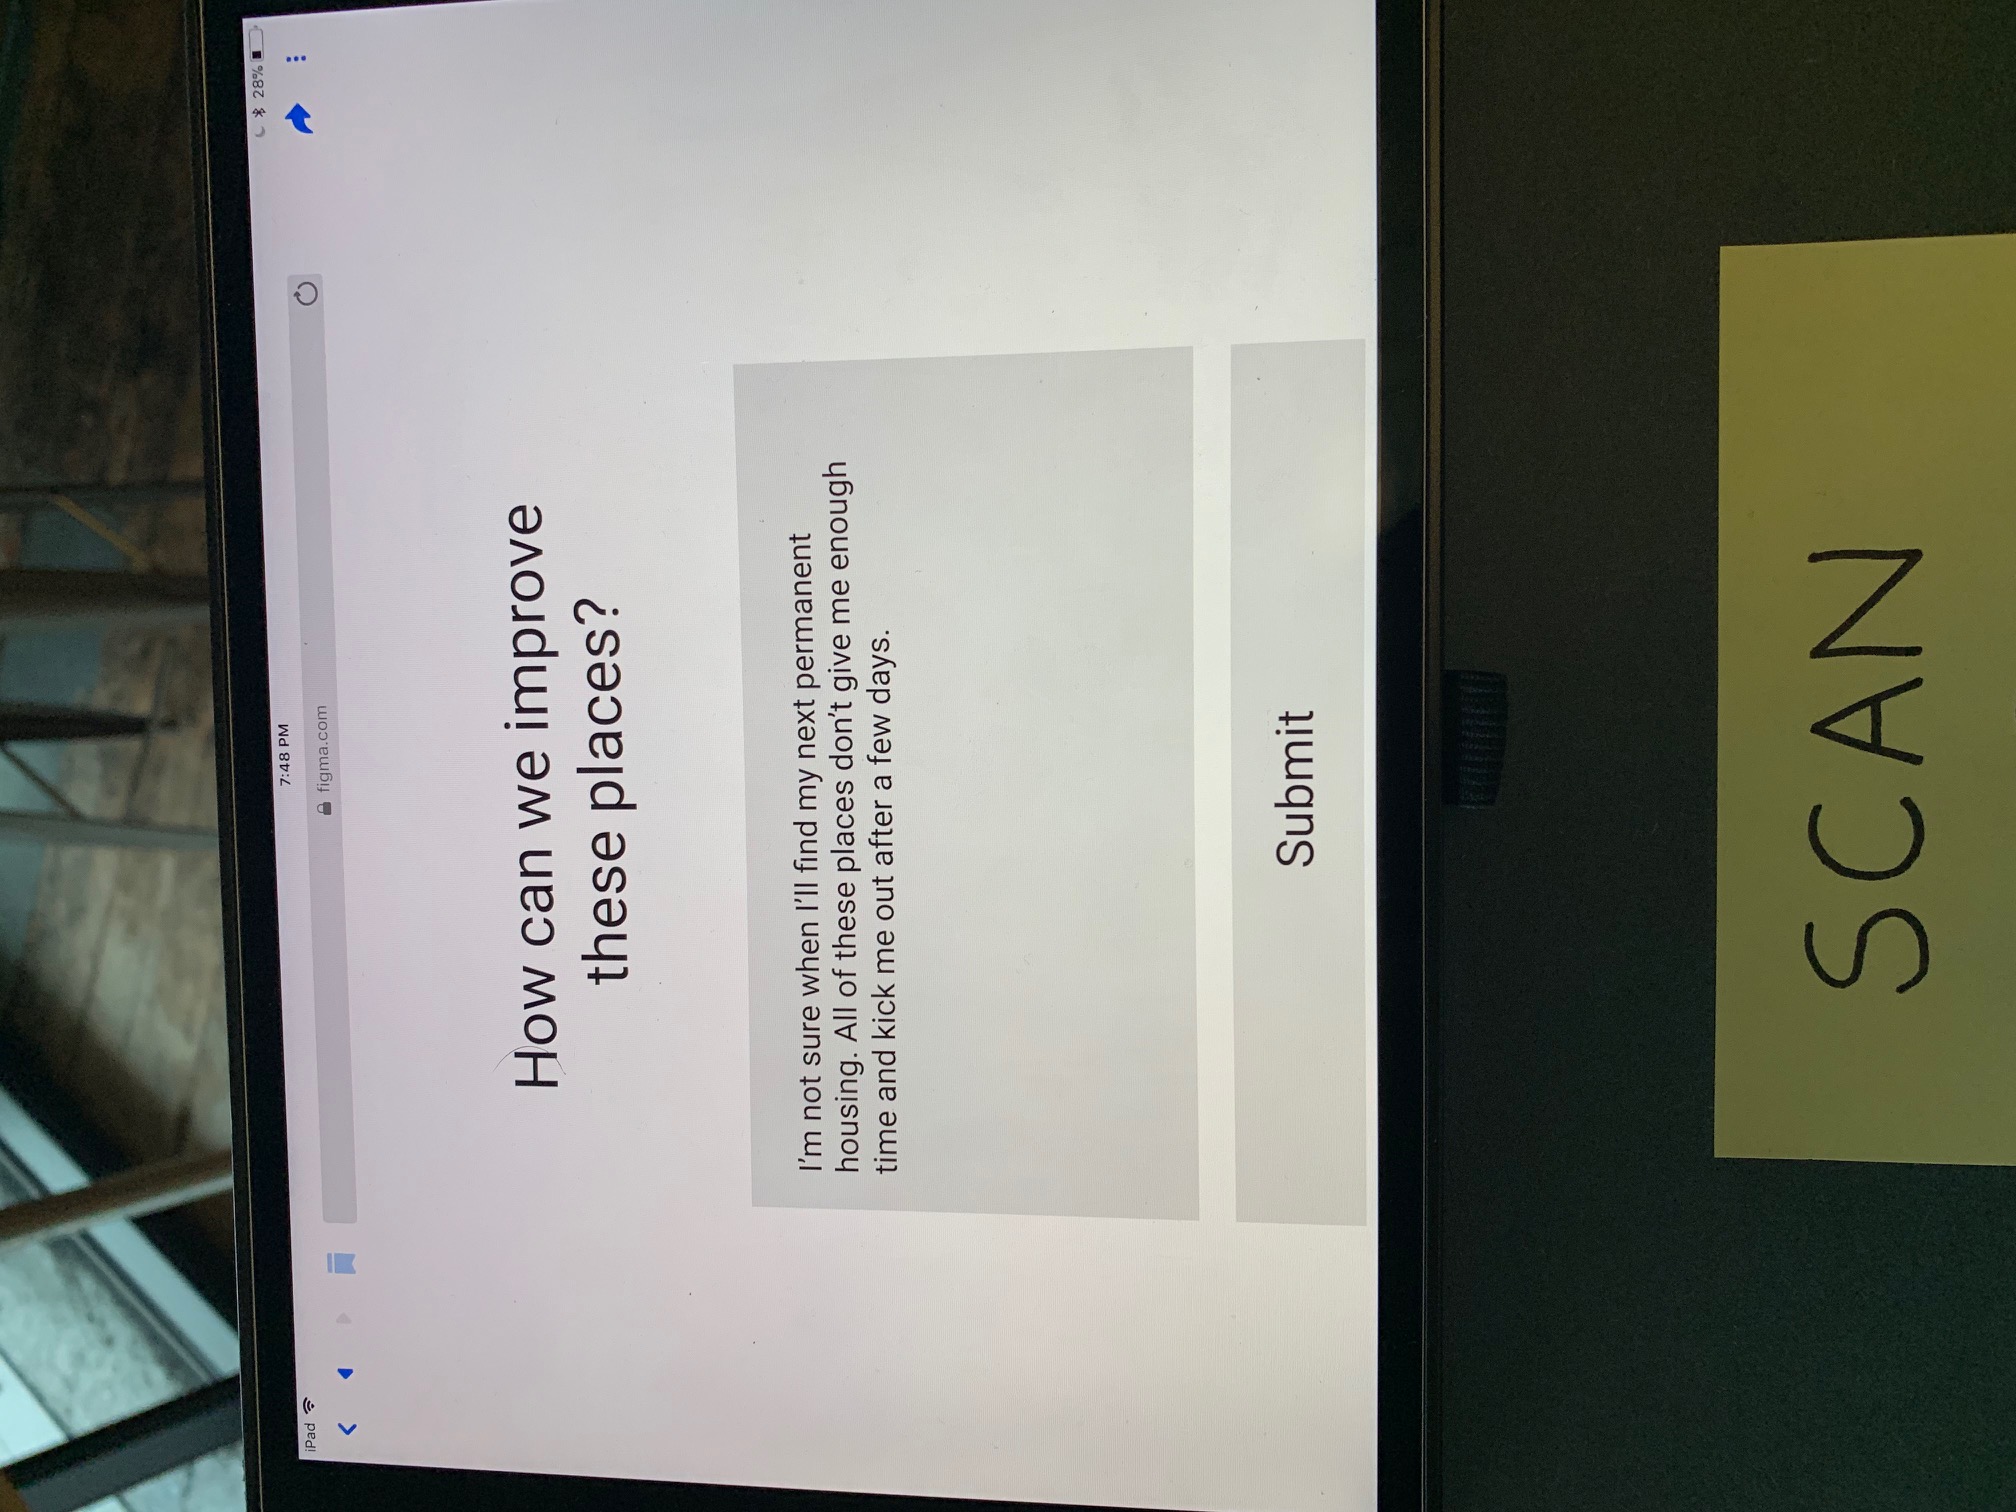 iPad
7:48 PM
28%
figma.com
How can we improve
these places?
I'm not sure when I'll find my next permanent
housing. All of these places don't give me enough
time and kick me out after a few days.
Submit
SCAN